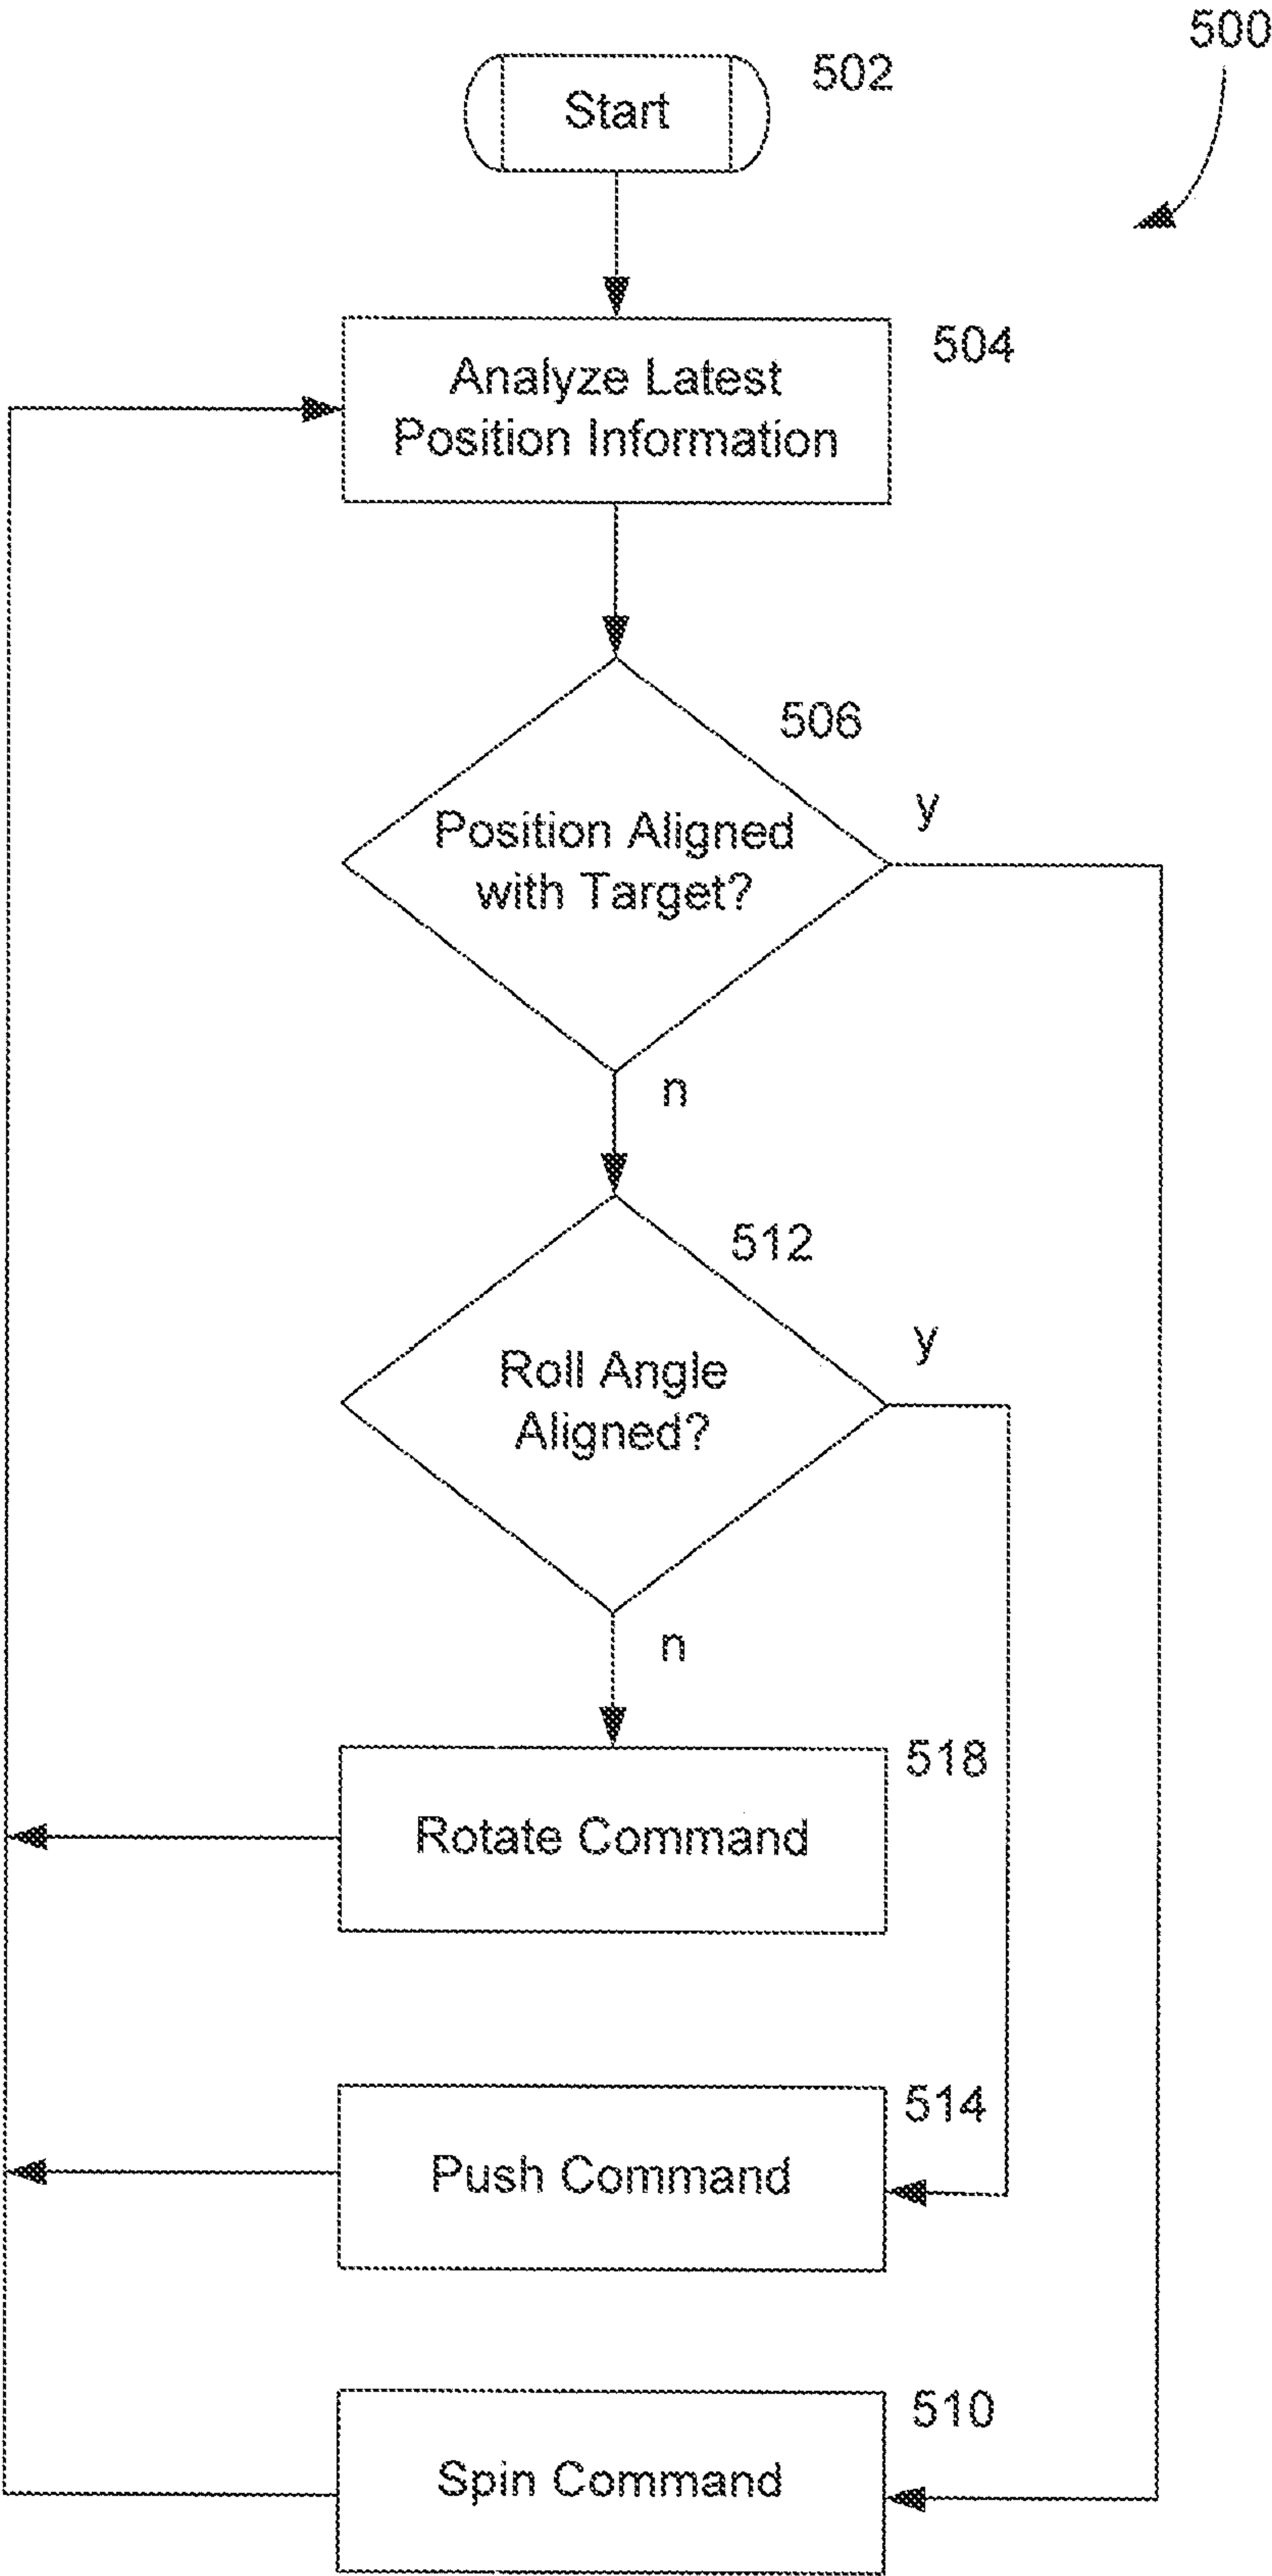 500
502
Start
504
Analyze Latest
Position Information
506
y
Position Aligned
with Target?
n
512
y
Roll Angle
Aligned?
n
518
Rotate Command
514
Push Command
510
Spin Command